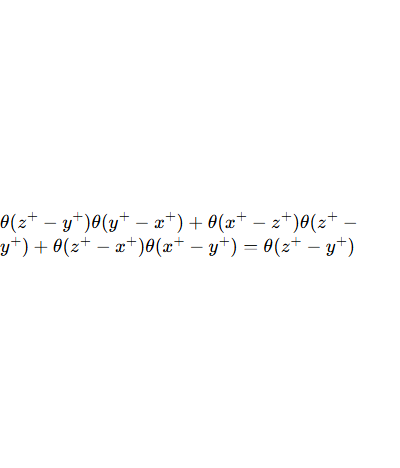 θ(z⁺ − y⁺)θ(y⁺ − x⁺) + θ(x⁺ − z⁺)θ(z⁺ −
y⁺) + θ(z⁺ − x⁺)θ(x⁺ − y⁺) = θ(z⁺ − y⁺)